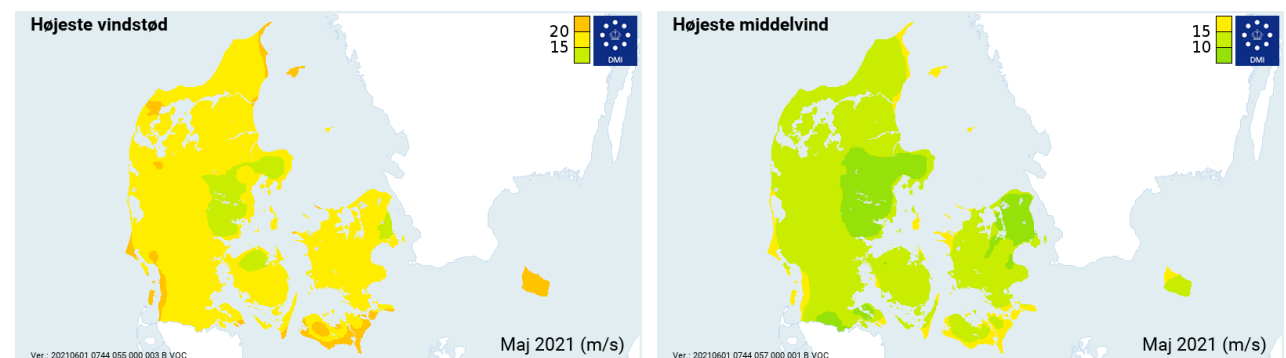 Højeste vindstød
20
15
DMI
Maj 2021 (m/s)
Ver.: 20210601 0744 055 000 003 B VOC
Højeste middelvind
15
10
DMI
Maj 2021 (m/s)
Ver.: 20210601 0744 057 000 001 B VOC